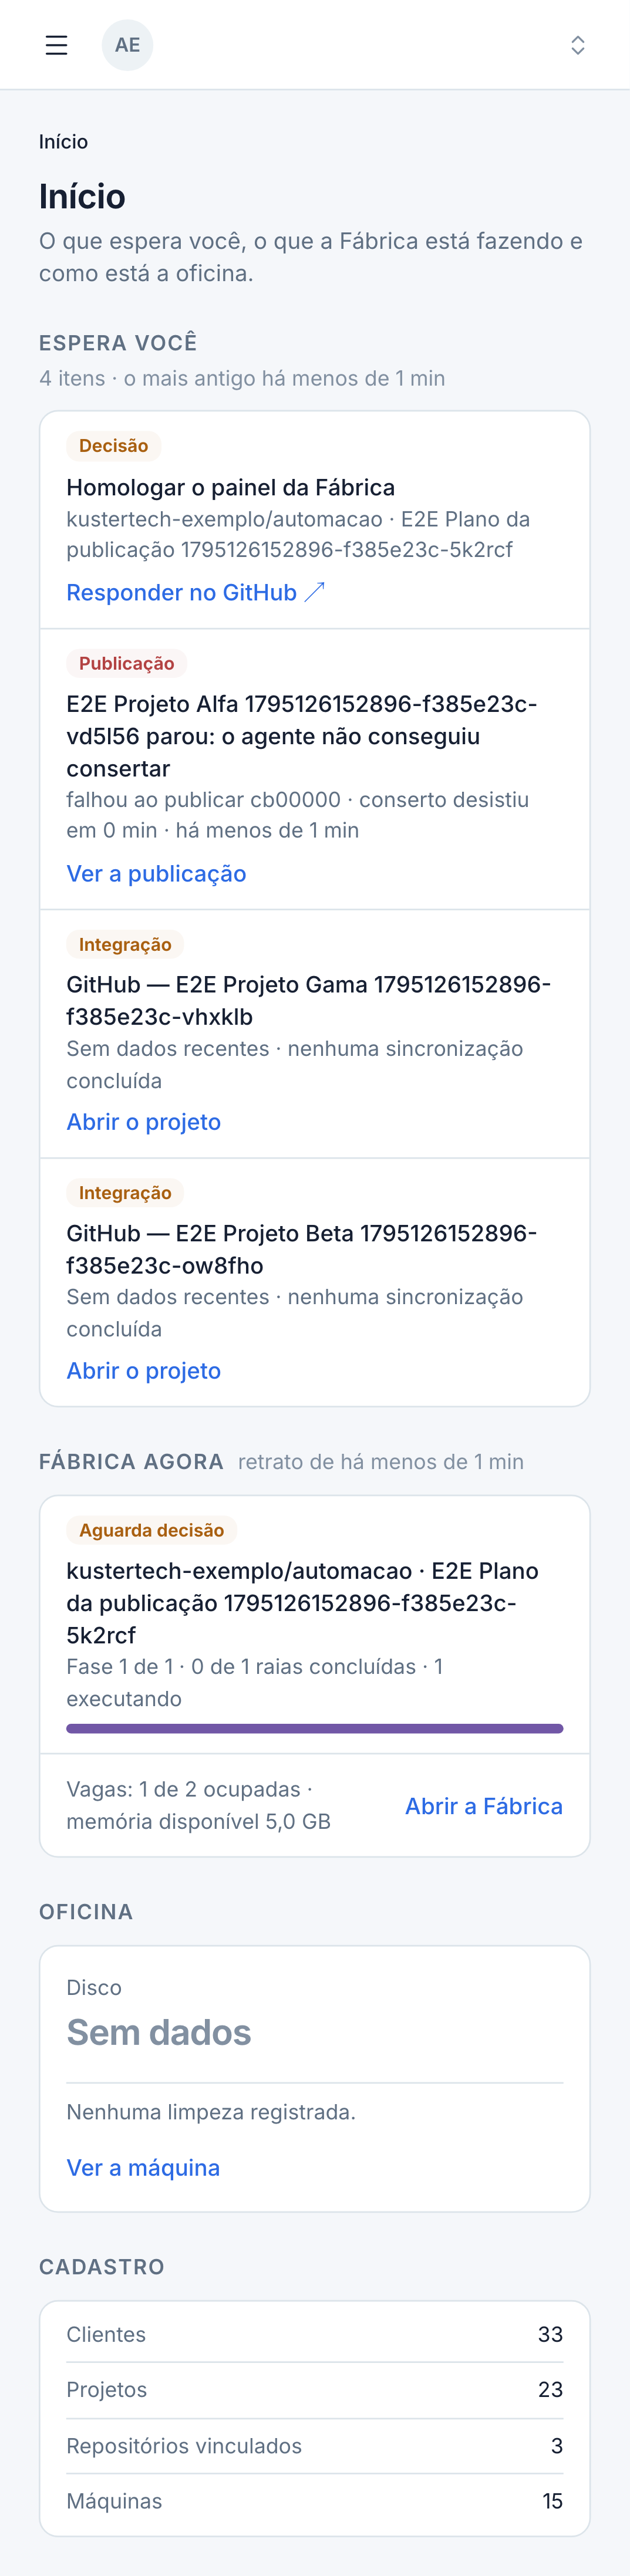 AE
Início
Início
O que espera você, o que a Fábrica está fazendo e
como está a oficina.
ESPERA VOCÊ
4 itens · o mais antigo há menos de 1 min
Decisão
Homologar o painel da Fábrica
kustertech-exemplo/automacao · E2E Plano da
publicação 1795126152896-f385e23c-5k2rcf
Responder no GitHub ↗
Publicação
E2E Projeto Alfa 1795126152896-f385e23c-
vd5l56 parou: o agente não conseguiu
consertar
falhou ao publicar cb00000 · conserto desistiu
em 0 min · há menos de 1 min
Ver a publicação
Integração
GitHub — E2E Projeto Gama 1795126152896-
f385e23c-vhxklb
Sem dados recentes · nenhuma sincronização
concluída
Abrir o projeto
Integração
GitHub — E2E Projeto Beta 1795126152896-
f385e23c-ow8fho
Sem dados recentes · nenhuma sincronização
concluída
Abrir o projeto
FÁBRICA AGORA retrato de há menos de 1 min
Aguarda decisão
kustertech-exemplo/automacao · E2E Plano
da publicação 1795126152896-f385e23c-
5k2rcf
Fase 1 de 1 · 0 de 1 raias concluídas · 1
executando
Vagas: 1 de 2 ocupadas ·
memória disponível 5,0 GB
Abrir a Fábrica
OFICINA
Disco
Sem dados
Nenhuma limpeza registrada.
Ver a máquina
CADASTRO
Clientes 33
Projetos 23
Repositórios vinculados 3
Máquinas 15